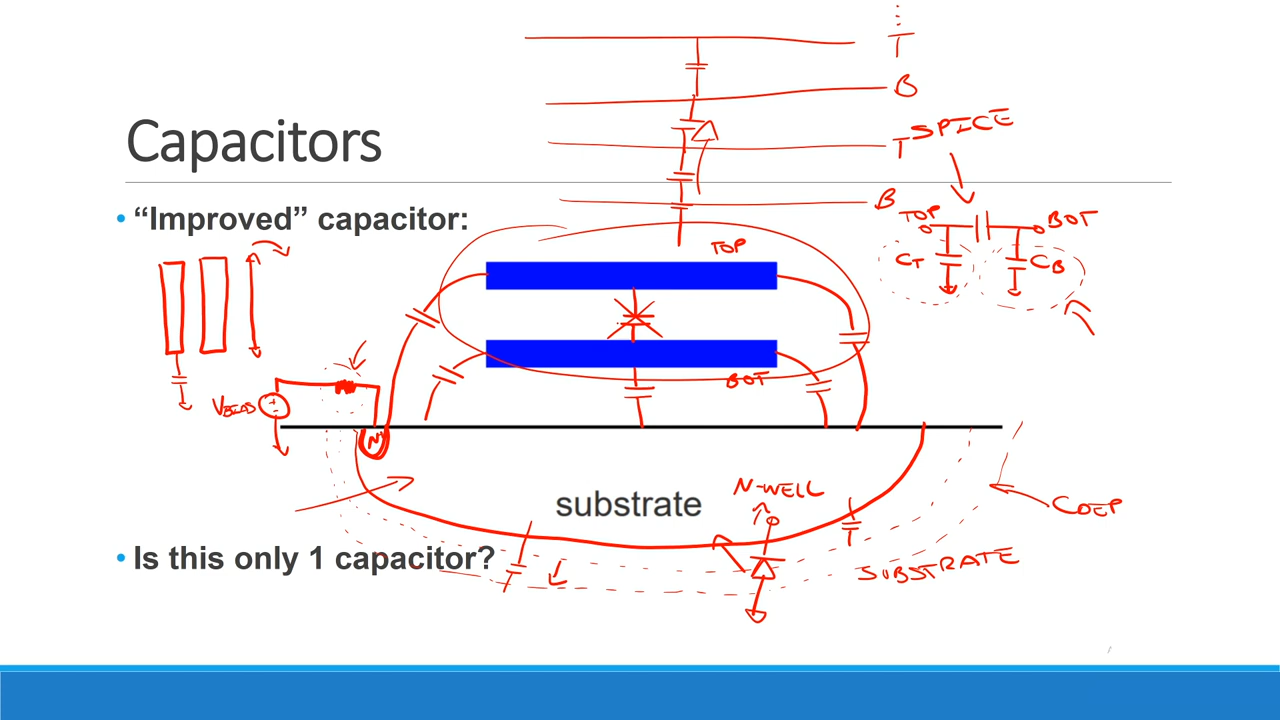 T
B
Capacitors
T
SPICE
B
• “Improved” capacitor:
TOP
BOT
TOP
CT
CB
BOT
VBIAS
N
N-WELL
substrate
CDEP
• Is this only 1 capacitor?
SUBSTRATE